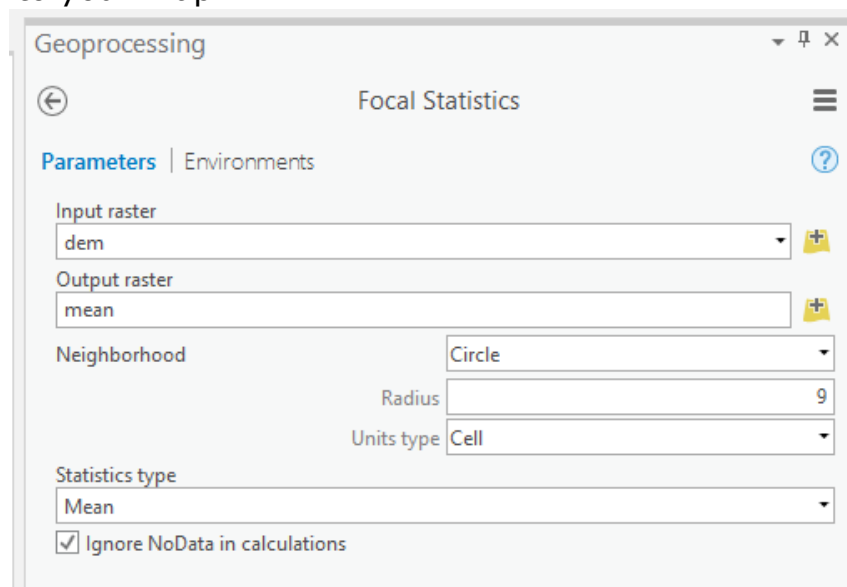 Geoprocessing
Focal Statistics
Parameters | Environments
Input raster
dem
Output raster
mean
Neighborhood Circle
Radius 9
Units type Cell
Statistics type
Mean
Ignore NoData in calculations